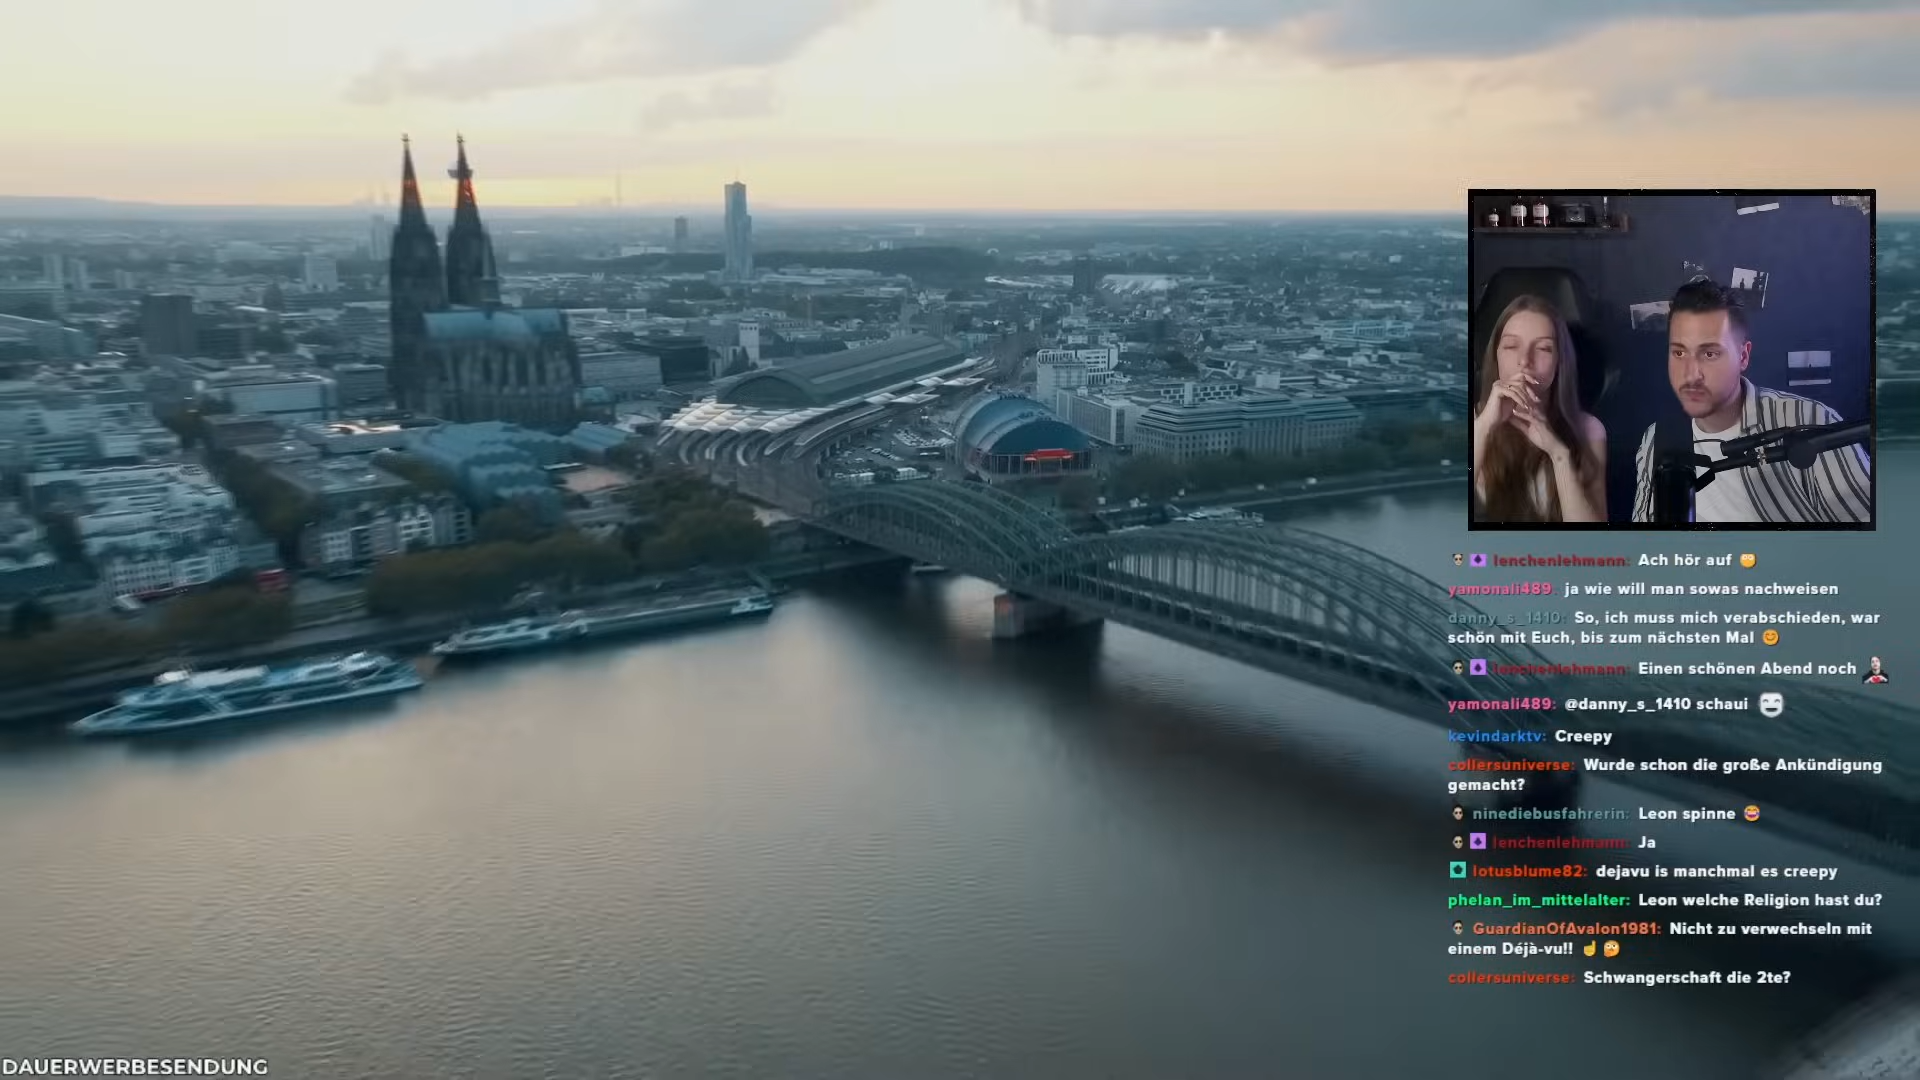 lenchenlehmann: Ach hör auf
yamonali489: ja wie will man sowas nachweisen
danny_s_1410: So, ich muss mich verabschieden, war
schön mit Euch, bis zum nächsten Mal
lenchenlehmann: Einen schönen Abend noch
yamonali489: @danny_s_1410 schaui
kevindarktv: Creepy
collersuniverse: Wurde schon die große Ankündigung
gemacht?
ninediebusfahrerin: Leon spinne
lenchenlehmann: Ja
lotusblume82: dejavu is manchmal es creepy
phelan_im_mittelalter: Leon welche Religion hast du?
GuardianOfAvalon1981: Nicht zu verwechseln mit
einem Déjà-vu!!
collersuniverse: Schwangerschaft die 2te?
DAUERWERBESENDUNG